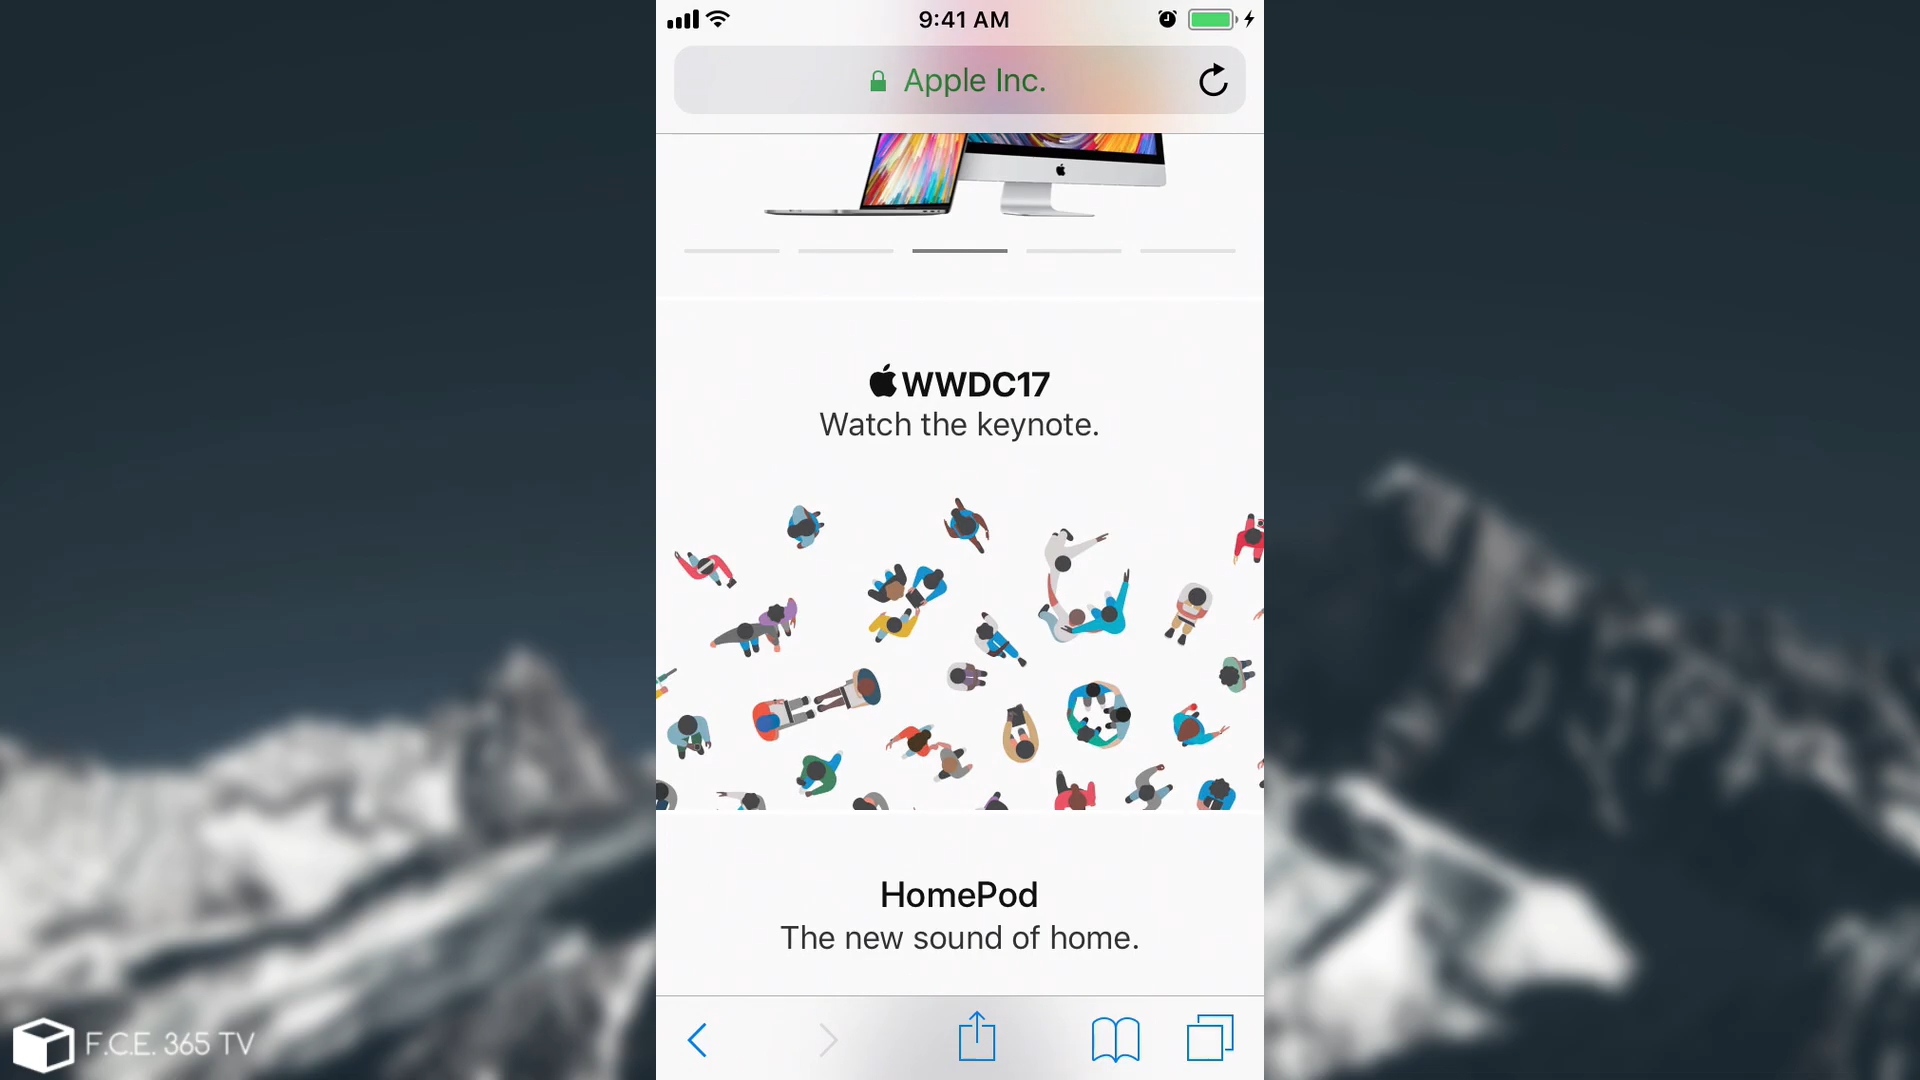 9:41 AM
Apple Inc.
WWDC17
Watch the keynote.
HomePod
The new sound of home.
F.C.E. 365 TV